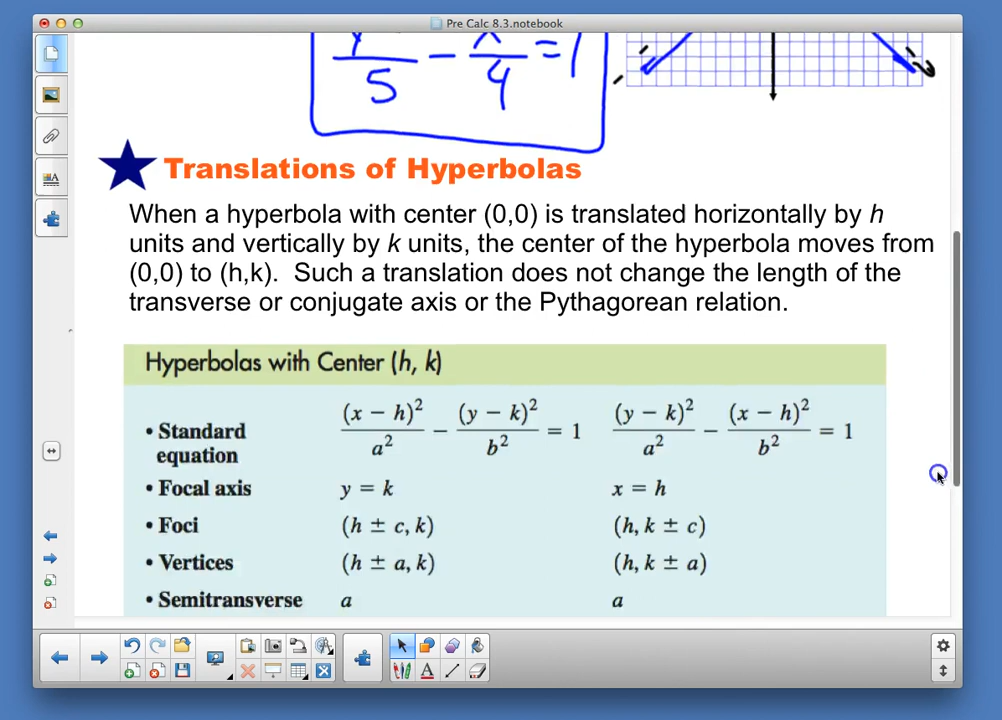 Pre Calc 8.3.notebook
5 - 4 = 1
Translations of Hyperbolas
When a hyperbola with center (0,0) is translated horizontally by h
units and vertically by k units, the center of the hyperbola moves from
(0,0) to (h,k). Such a translation does not change the length of the
transverse or conjugate axis or the Pythagorean relation.
Hyperbolas with Center (h, k)
• Standard equation (x − h)²/a² − (y − k)²/b² = 1 (y − k)²/a² − (x − h)²/b² = 1
• Focal axis y = k x = h
• Foci (h ± c, k) (h, k ± c)
• Vertices (h ± a, k) (h, k ± a)
• Semitransverse a a